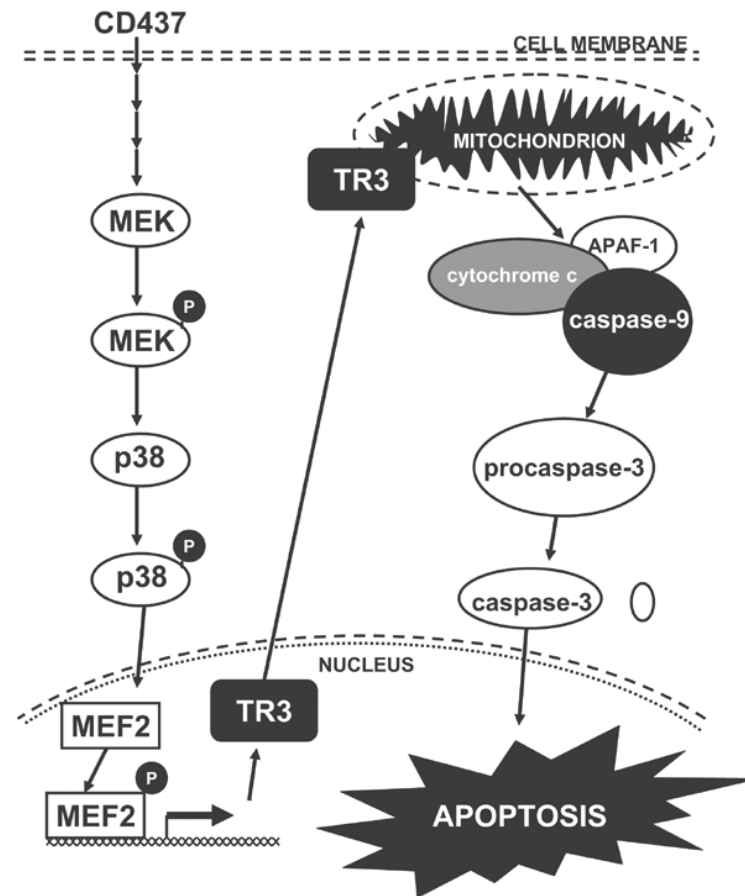 CD437
CELL MEMBRANE
MITOCHONDRION
TR3
MEK
APAF-1
cytochrome c
caspase-9
P
MEK
p38
procaspase-3
P
p38
caspase-3
NUCLEUS
TR3
MEF2
P
MEF2
APOPTOSIS